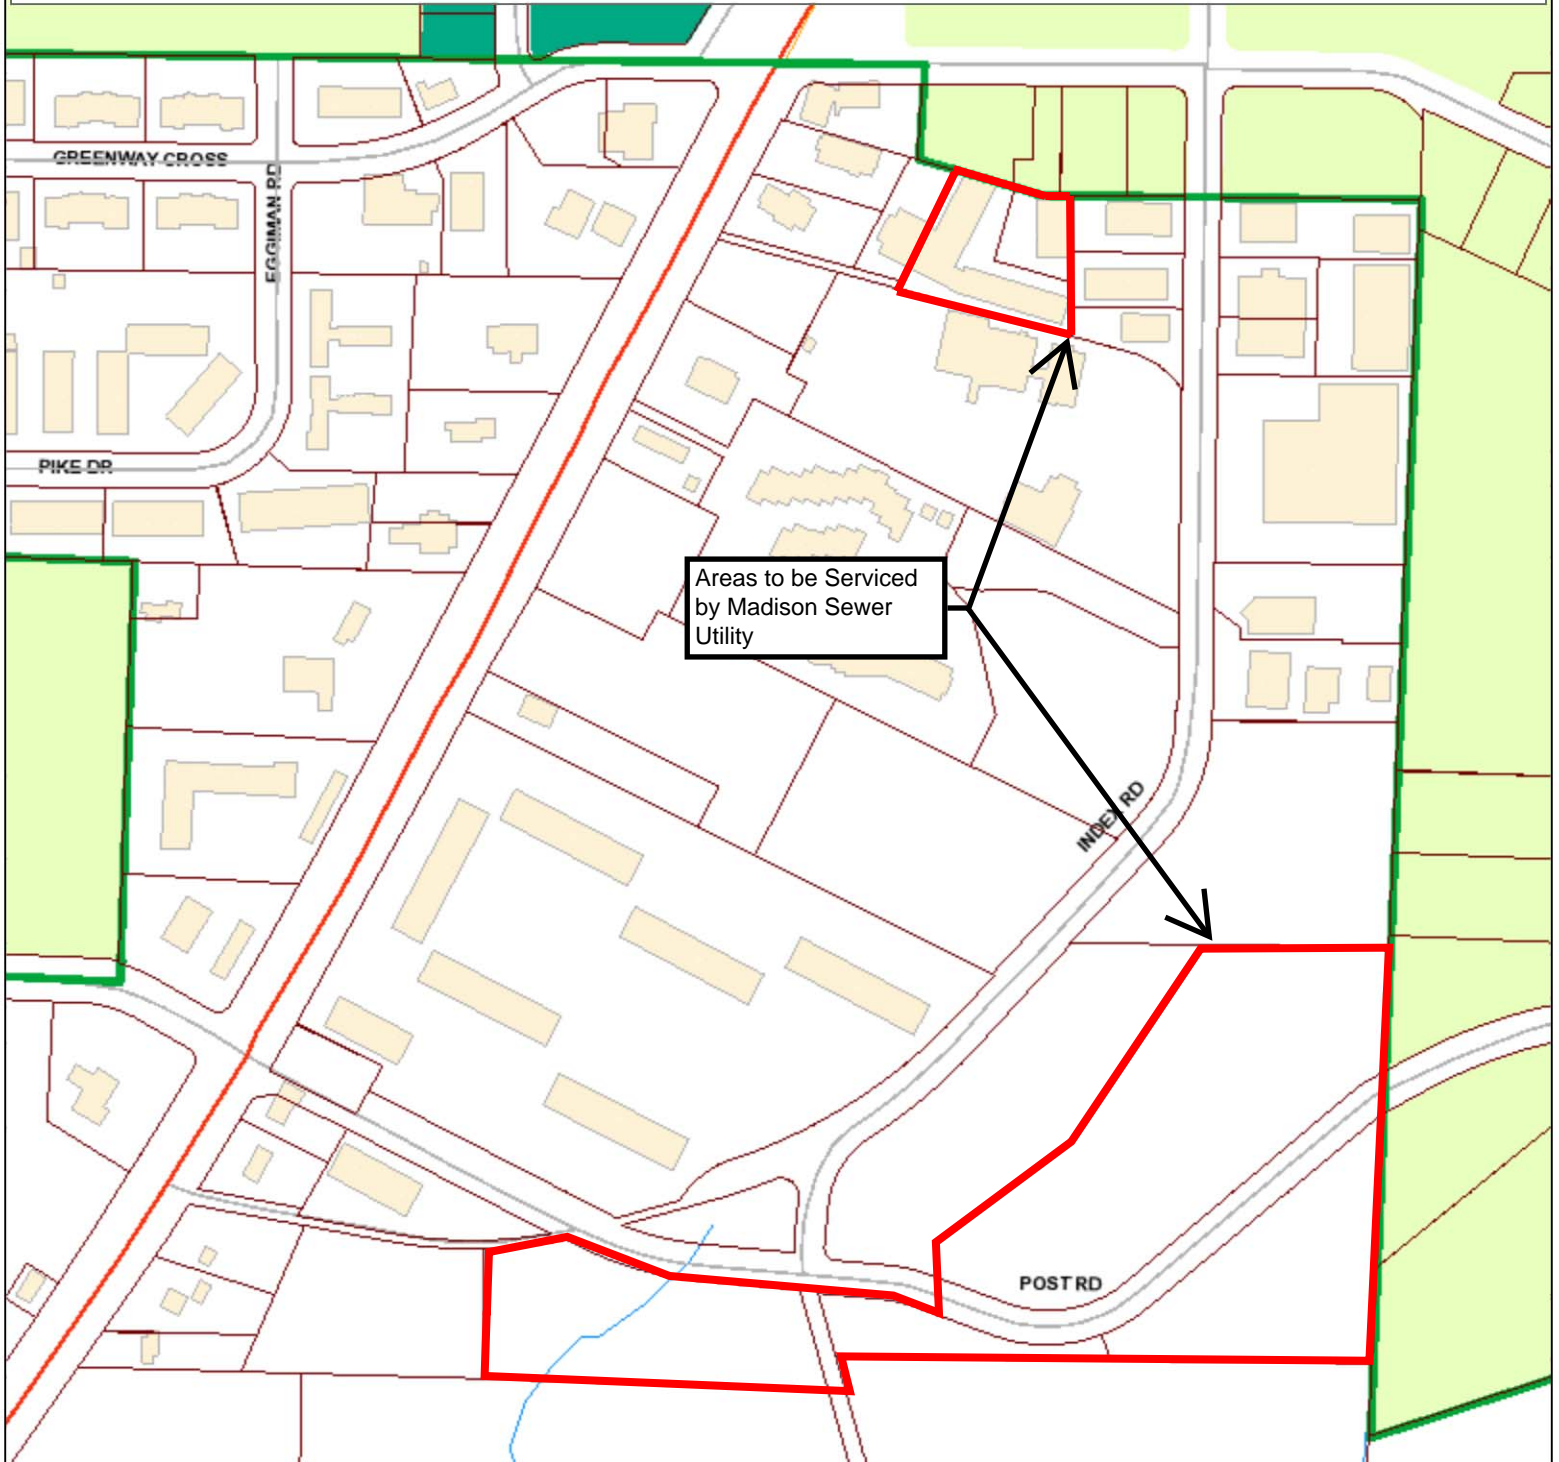 GREENWAY CROSS
EGGIMAN RD
PIKE DR
Areas to be Serviced
by Madison Sewer
Utility
INDEX RD
POST RD